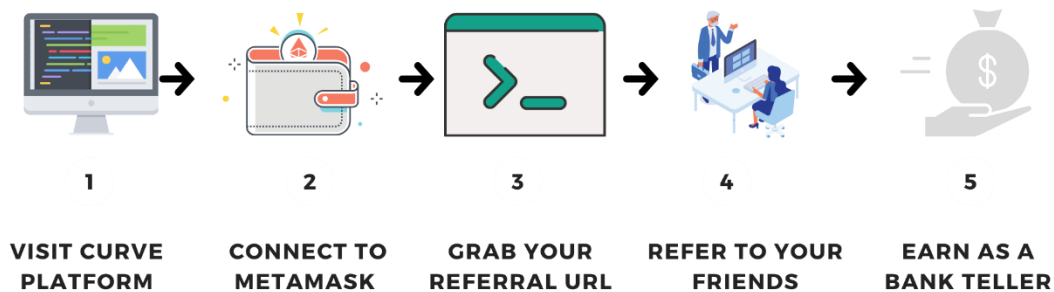 1
2
3
4
5
VISIT CURVE
PLATFORM
CONNECT TO
METAMASK
GRAB YOUR
REFERRAL URL
REFER TO YOUR
FRIENDS
EARN AS A
BANK TELLER
$